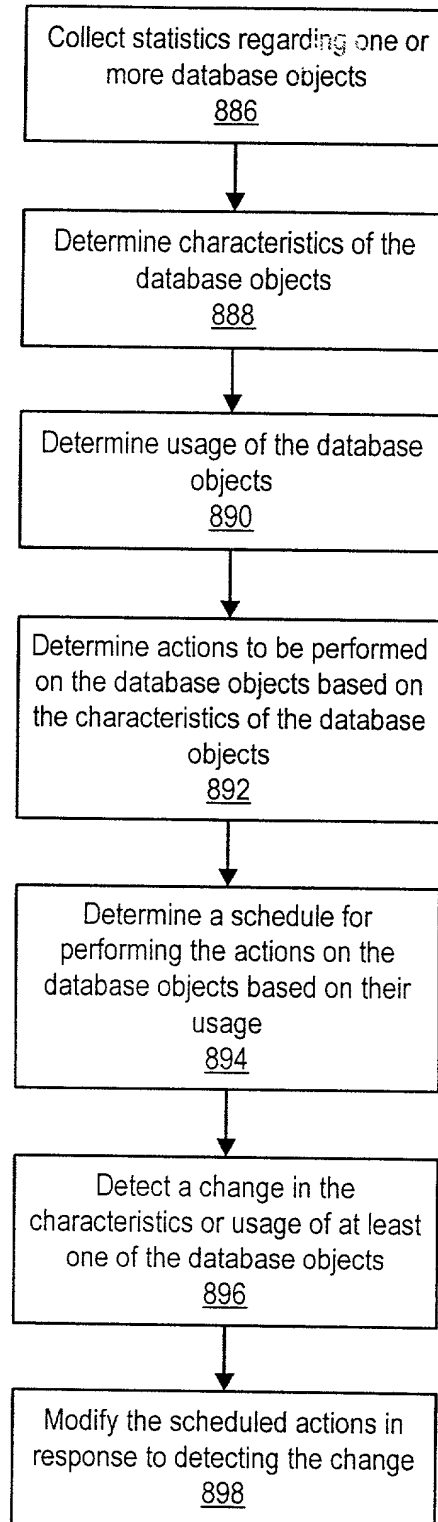 Collect statistics regarding one or
more database objects
886
Determine characteristics of the
database objects
888
Determine usage of the database
objects
890
Determine actions to be performed
on the database objects based on
the characteristics of the database
objects
892
Determine a schedule for
performing the actions on the
database objects based on their
usage
894
Detect a change in the
characteristics or usage of at least
one of the database objects
896
Modify the scheduled actions in
response to detecting the change
898